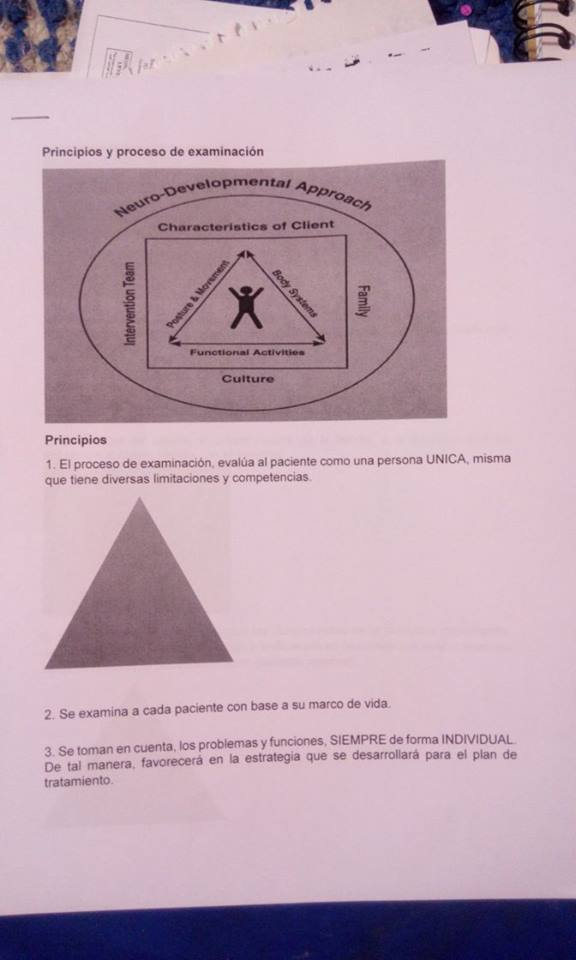 Principios y proceso de examinación
Neuro-Developmental Approach
Characteristics of Client
Intervention Team
Posture & Movement
Body Systems
Family
Functional Activities
Culture
Principios
1. El proceso de examinación, evalúa al paciente como una persona UNICA, misma
que tiene diversas limitaciones y competencias.
2. Se examina a cada paciente con base a su marco de vida.
3. Se toman en cuenta, los problemas y funciones, SIEMPRE de forma INDIVIDUAL.
De tal manera, favorecerá en la estrategia que se desarrollará para el plan de
tratamiento.